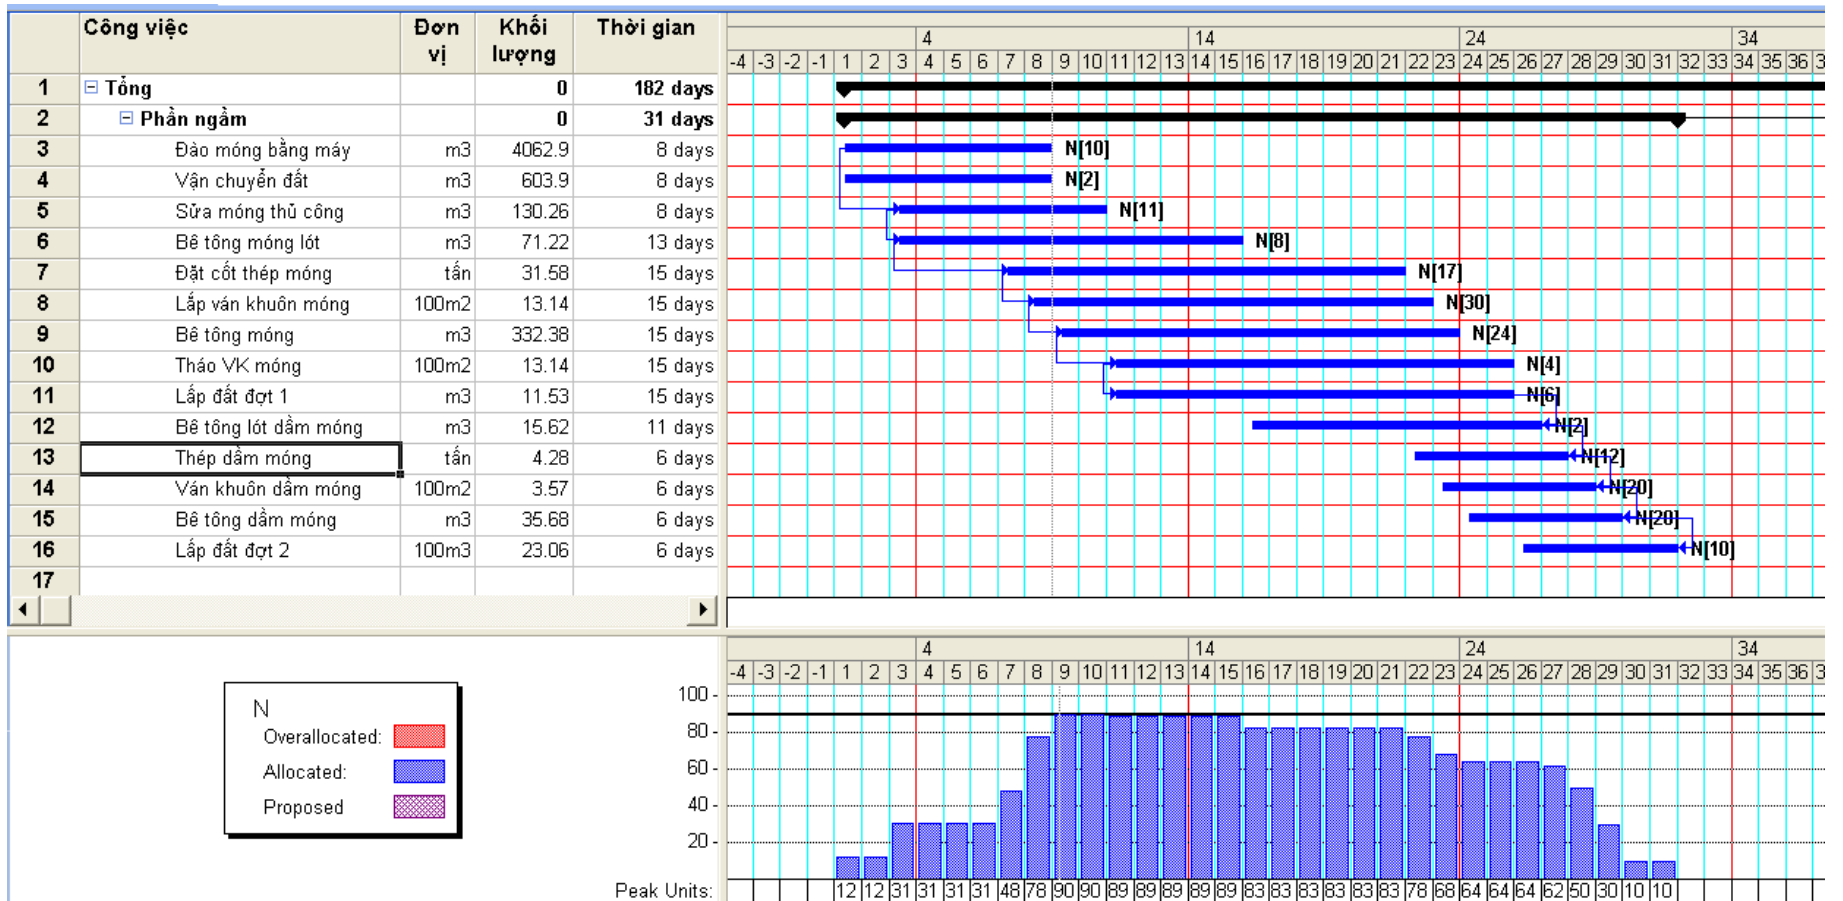 Công việc Đơn vị Khối lượng Thời gian
4 14 24 34
-4 -3 -2 -1 1 2 3 4 5 6 7 8 9 10 11 12 13 14 15 16 17 18 19 20 21 22 23 24 25 26 27 28 29 30 31 32 33 34 35 36 3
1 Tổng 0 182 days
2 Phần ngầm 0 31 days
3 Đào móng bằng máy m3 4062.9 8 days N[10]
4 Vận chuyển đất m3 603.9 8 days N[2]
5 Sửa móng thủ công m3 130.26 8 days N[11]
6 Bê tông móng lót m3 71.22 13 days N[8]
7 Đặt cốt thép móng tấn 31.58 15 days N[17]
8 Lắp ván khuôn móng 100m2 13.14 15 days N[30]
9 Bê tông móng m3 332.38 15 days N[24]
10 Tháo VK móng 100m2 13.14 15 days N[4]
11 Lấp đất đợt 1 m3 11.53 15 days N[6]
12 Bê tông lót dầm móng m3 15.62 11 days N[2]
13 Thép dầm móng tấn 4.28 6 days N[12]
14 Ván khuôn dầm móng 100m2 3.57 6 days N[20]
15 Bê tông dầm móng m3 35.68 6 days N[20]
16 Lấp đất đợt 2 100m3 23.06 6 days N[10]
17
4 14 24 34
-4 -3 -2 -1 1 2 3 4 5 6 7 8 9 10 11 12 13 14 15 16 17 18 19 20 21 22 23 24 25 26 27 28 29 30 31 32 33 34 35 36 3
N
Overallocated:
Allocated:
Proposed
100
80
60
40
20
Peak Units: 12 12 31 31 31 31 48 78 90 90 89 89 89 89 89 83 83 83 83 83 83 78 68 64 64 64 62 50 30 10 10